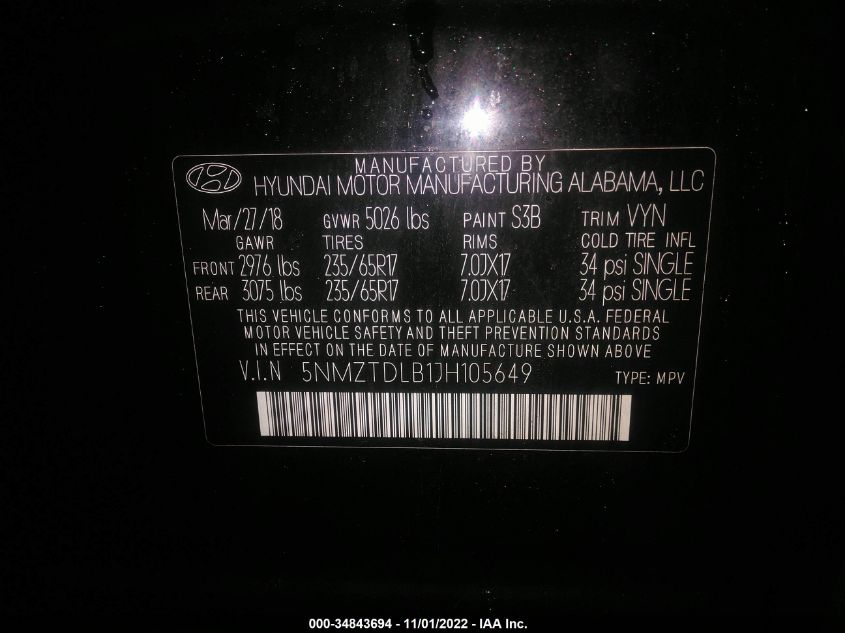 MANUFACTURED BY
HYUNDAI MOTOR MANUFACTURING ALABAMA, LLC
Mar/27/18 GVWR 5026 lbs PAINT S3B TRIM VYN
GAWR TIRES RIMS COLD TIRE INFL
FRONT 2976 lbs 235/65R17 7.0JX17 34 psi SINGLE
REAR 3075 lbs 235/65R17 7.0JX17 34 psi SINGLE
THIS VEHICLE CONFORMS TO ALL APPLICABLE U.S.A. FEDERAL
MOTOR VEHICLE SAFETY AND THEFT PREVENTION STANDARDS
IN EFFECT ON THE DATE OF MANUFACTURE SHOWN ABOVE
V.I.N 5NMZTDLB1JH105649 TYPE: MPV
000-34843694 - 11/01/2022 - IAA Inc.